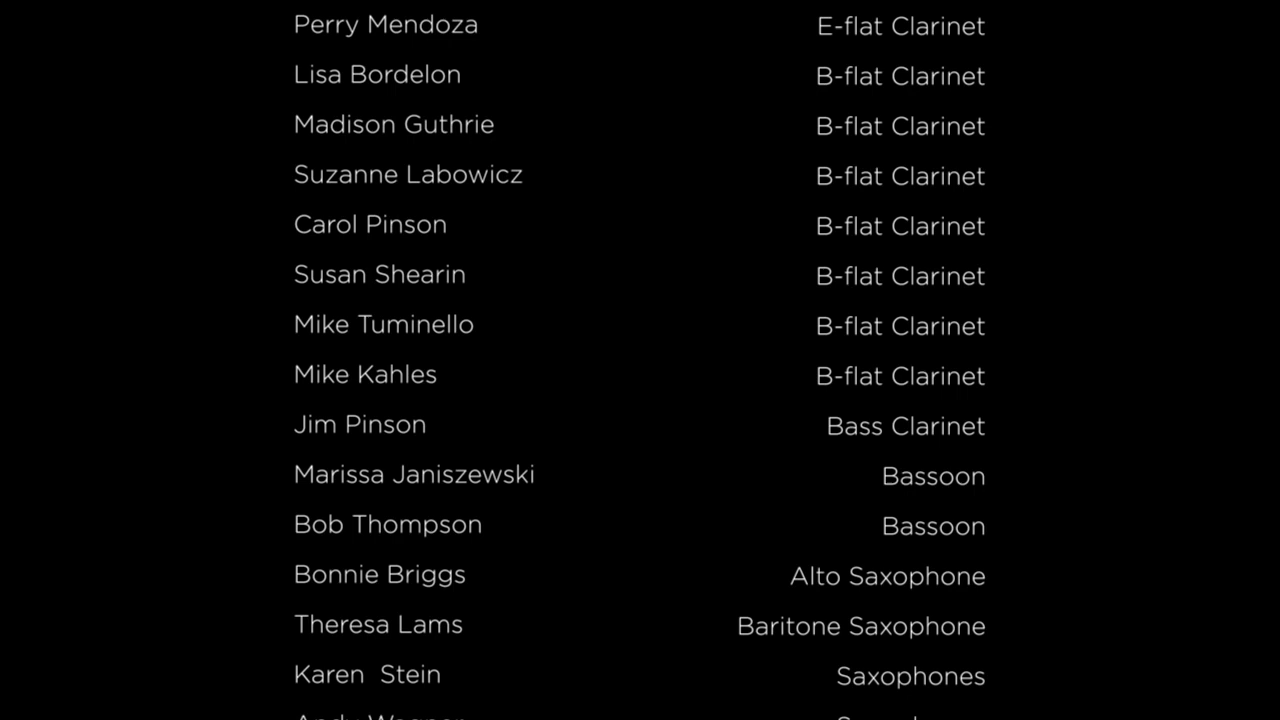 Perry Mendoza E-flat Clarinet
Lisa Bordelon B-flat Clarinet
Madison Guthrie B-flat Clarinet
Suzanne Labowicz B-flat Clarinet
Carol Pinson B-flat Clarinet
Susan Shearin B-flat Clarinet
Mike Tuminello B-flat Clarinet
Mike Kahles B-flat Clarinet
Jim Pinson Bass Clarinet
Marissa Janiszewski Bassoon
Bob Thompson Bassoon
Bonnie Briggs Alto Saxophone
Theresa Lams Baritone Saxophone
Karen  Stein Saxophones